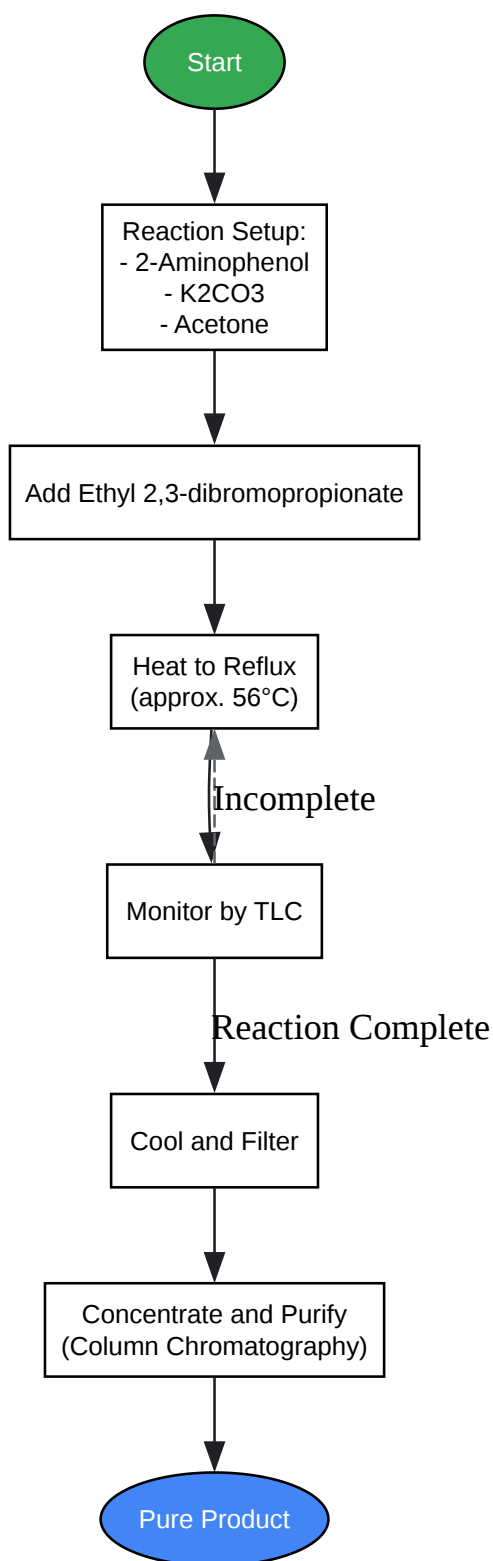 Start
Reaction Setup:
- 2-Aminophenol
- K2CO3
- Acetone
Add Ethyl 2,3-dibromopropionate
Heat to Reflux
(approx. 56°C)
Incomplete
Monitor by TLC
Reaction Complete
Cool and Filter
Concentrate and Purify
(Column Chromatography)
Pure Product